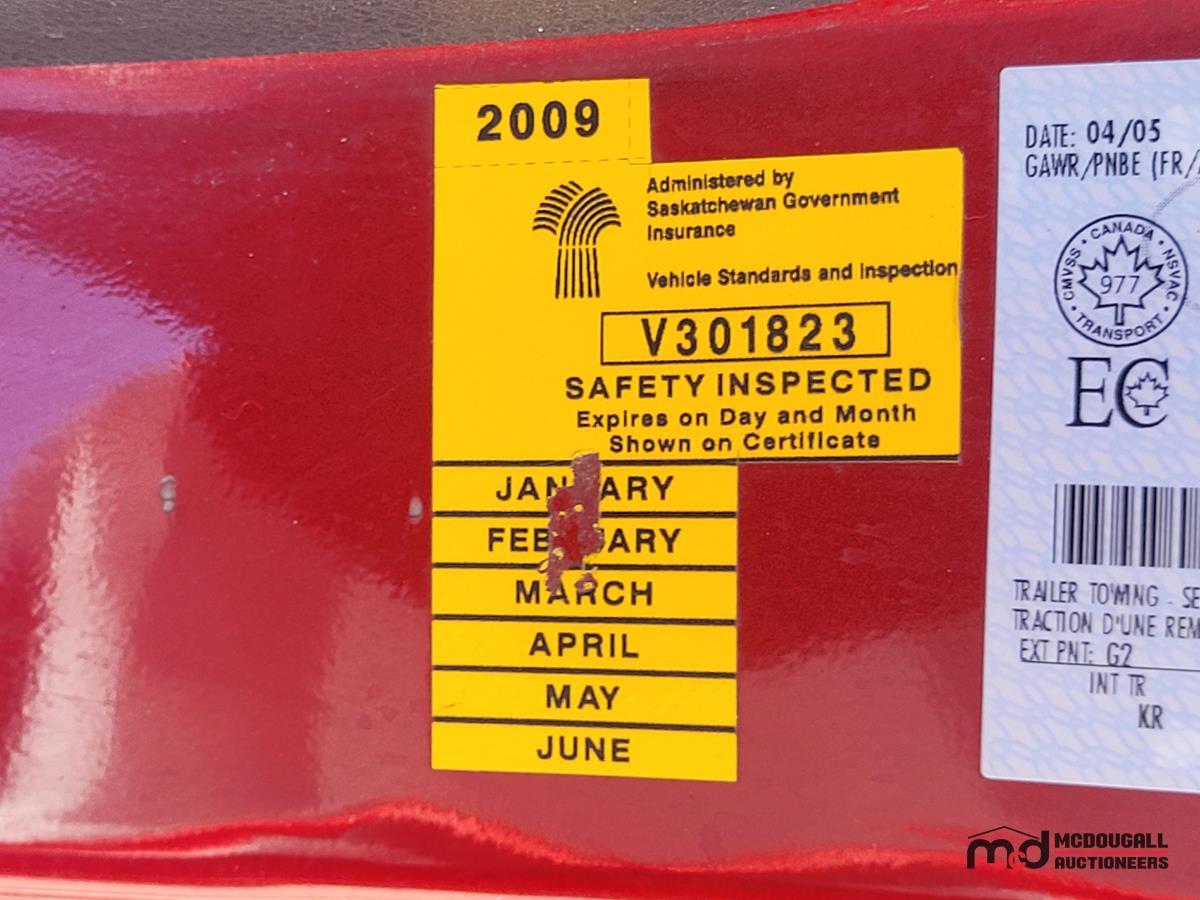 2009
Administered by
Saskatchewan Government
Insurance
Vehicle Standards and Inspection
V301823
SAFETY INSPECTED
Expires on Day and Month
Shown on Certificate
MARCH
APRIL
MAY
JUNE
DATE: 04/05
GAWR/PNBE (FR/
CANADA
CMVSS • NSVAC
977
TRANSPORT
EC
TRAILER TOWING -
TRACTION D'UNE
EXT PNT: G2
INT TR
KR
md MCDOUGALL
AUCTIONEERS